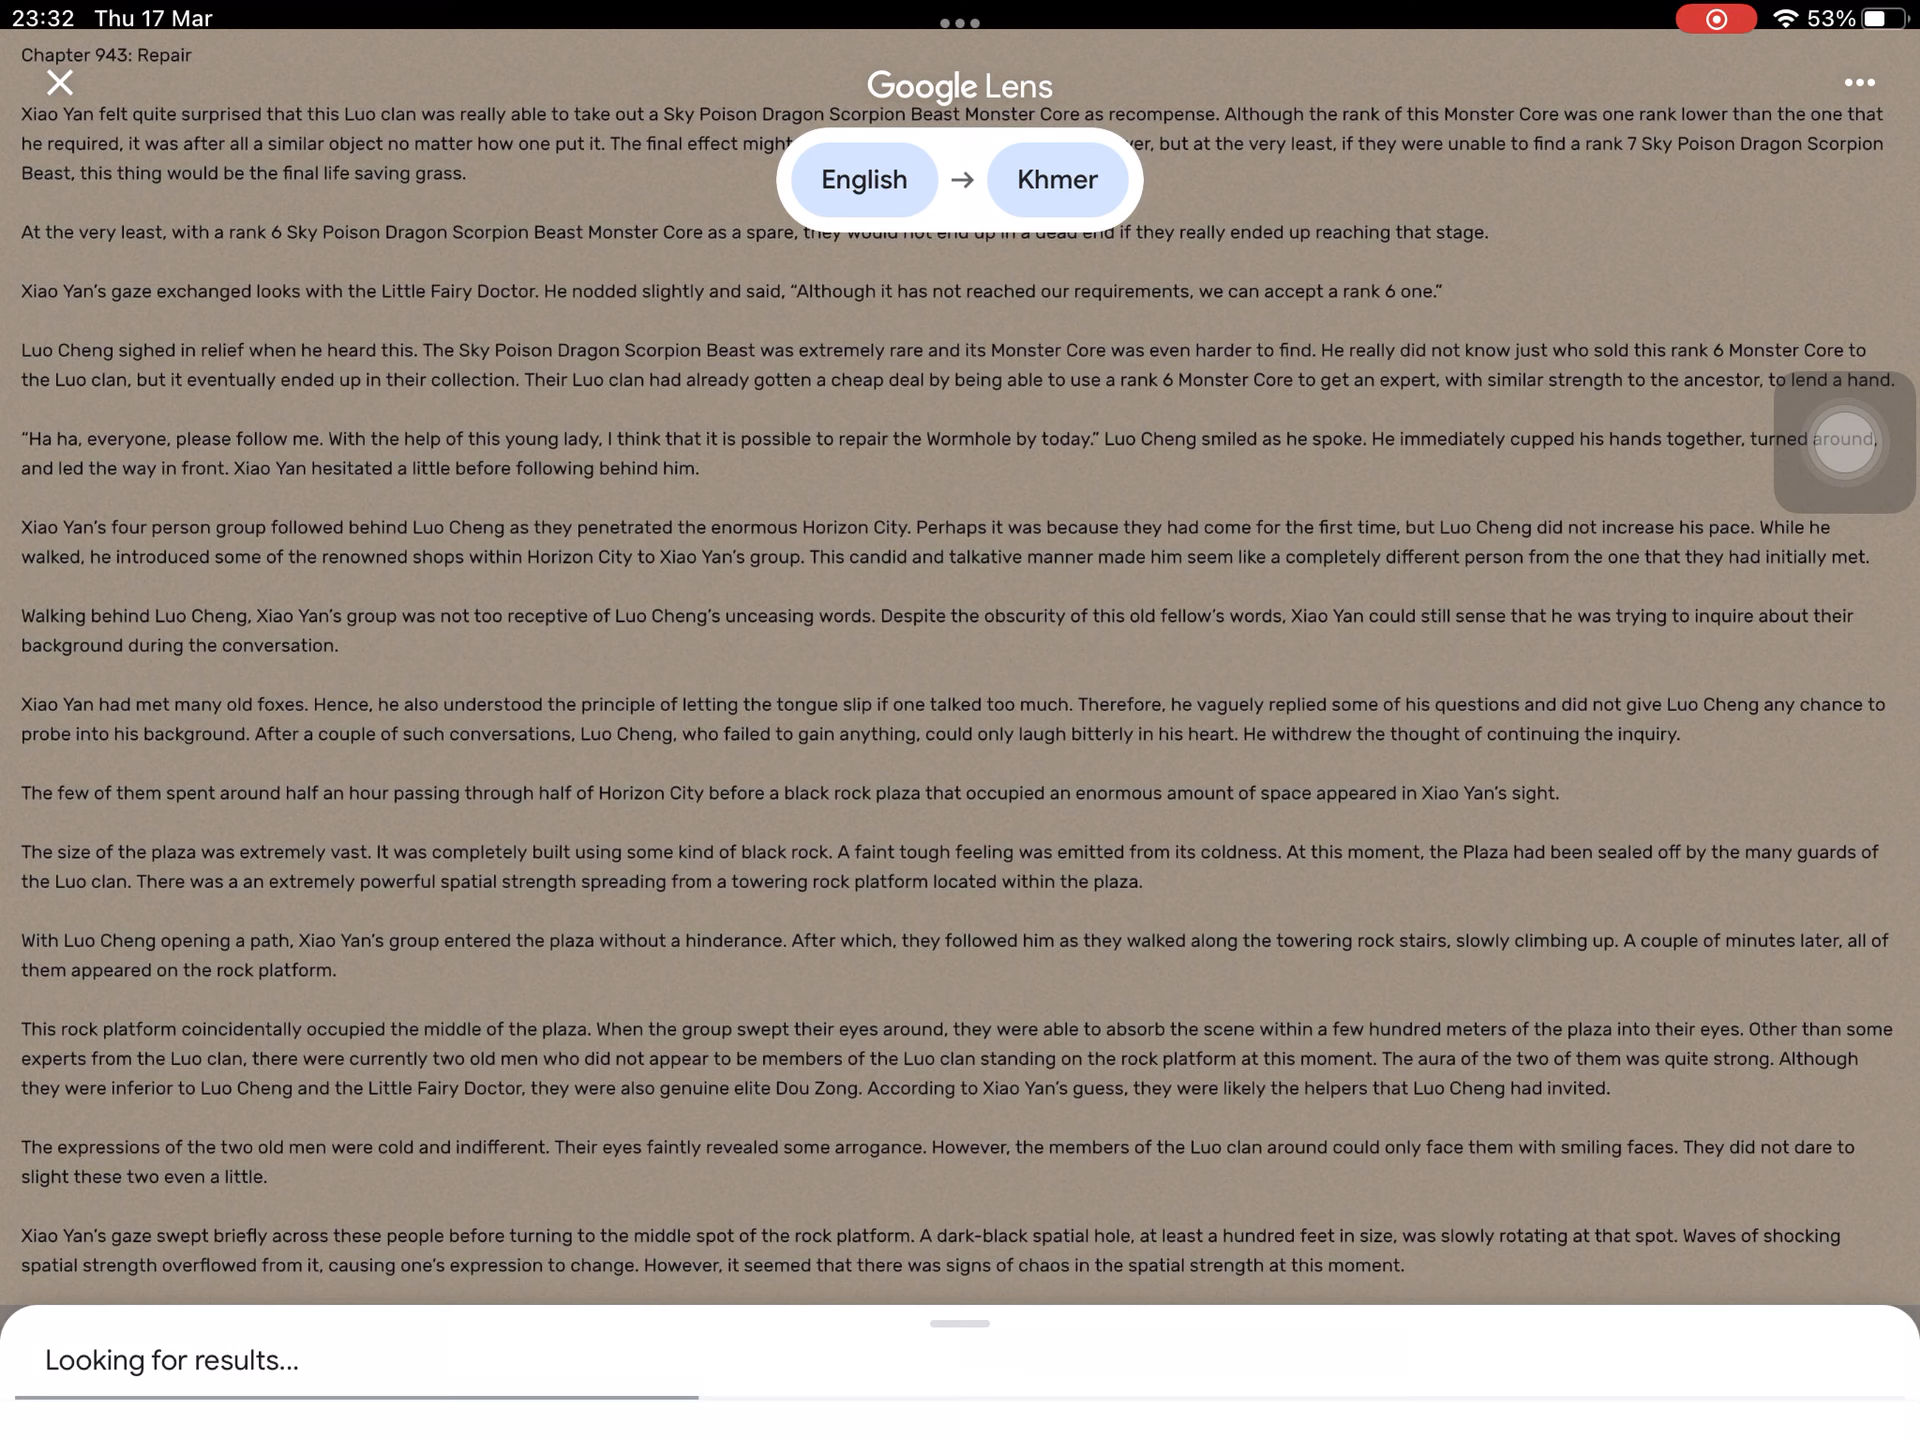 23:32 Thu 17 Mar
53%
Chapter 943: Repair
Google Lens
Xiao Yan felt quite surprised that this Luo clan was really able to take out a Sky Poison Dragon Scorpion Beast Monster Core as recompense. Although the rank of this Monster Core was one rank lower than the one that
he required, it was after all a similar object no matter how one put it. The final effect might but at the very least, if they were unable to find a rank 7 Sky Poison Dragon Scorpion
English → Khmer
Beast, this thing would be the final life saving grass.
At the very least, with a rank 6 Sky Poison Dragon Scorpion Beast Monster Core as a spare, they would not end up in a dead end if they really ended up reaching that stage.
Xiao Yan’s gaze exchanged looks with the Little Fairy Doctor. He nodded slightly and said, “Although it has not reached our requirements, we can accept a rank 6 one.”
Luo Cheng sighed in relief when he heard this. The Sky Poison Dragon Scorpion Beast was extremely rare and its Monster Core was even harder to find. He really did not know just who sold this rank 6 Monster Core to
the Luo clan, but it eventually ended up in their collection. Their Luo clan had already gotten a cheap deal by being able to use a rank 6 Monster Core to get an expert, with similar strength to the ancestor, to lend a hand.
“Ha ha, everyone, please follow me. With the help of this young lady, I think that it is possible to repair the Wormhole by today.” Luo Cheng smiled as he spoke. He immediately cupped his hands together, turned around,
and led the way in front. Xiao Yan hesitated a little before following behind him.
Xiao Yan’s four person group followed behind Luo Cheng as they penetrated the enormous Horizon City. Perhaps it was because they had come for the first time, but Luo Cheng did not increase his pace. While he
walked, he introduced some of the renowned shops within Horizon City to Xiao Yan’s group. This candid and talkative manner made him seem like a completely different person from the one that they had initially met.
Walking behind Luo Cheng, Xiao Yan’s group was not too receptive of Luo Cheng’s unceasing words. Despite the obscurity of this old fellow’s words, Xiao Yan could still sense that he was trying to inquire about their
background during the conversation.
Xiao Yan had met many old foxes. Hence, he also understood the principle of letting the tongue slip if one talked too much. Therefore, he vaguely replied some of his questions and did not give Luo Cheng any chance to
probe into his background. After a couple of such conversations, Luo Cheng, who failed to gain anything, could only laugh bitterly in his heart. He withdrew the thought of continuing the inquiry.
The few of them spent around half an hour passing through half of Horizon City before a black rock plaza that occupied an enormous amount of space appeared in Xiao Yan’s sight.
The size of the plaza was extremely vast. It was completely built using some kind of black rock. A faint tough feeling was emitted from its coldness. At this moment, the Plaza had been sealed off by the many guards of
the Luo clan. There was a an extremely powerful spatial strength spreading from a towering rock platform located within the plaza.
With Luo Cheng opening a path, Xiao Yan’s group entered the plaza without a hinderance. After which, they followed him as they walked along the towering rock stairs, slowly climbing up. A couple of minutes later, all of
them appeared on the rock platform.
This rock platform coincidentally occupied the middle of the plaza. When the group swept their eyes around, they were able to absorb the scene within a few hundred meters of the plaza into their eyes. Other than some
experts from the Luo clan, there were currently two old men who did not appear to be members of the Luo clan standing on the rock platform at this moment. The aura of the two of them was quite strong. Although
they were inferior to Luo Cheng and the Little Fairy Doctor, they were also genuine elite Dou Zong. According to Xiao Yan’s guess, they were likely the helpers that Luo Cheng had invited.
The expressions of the two old men were cold and indifferent. Their eyes faintly revealed some arrogance. However, the members of the Luo clan around could only face them with smiling faces. They did not dare to
slight these two even a little.
Xiao Yan’s gaze swept briefly across these people before turning to the middle spot of the rock platform. A dark-black spatial hole, at least a hundred feet in size, was slowly rotating at that spot. Waves of shocking
spatial strength overflowed from it, causing one’s expression to change. However, it seemed that there was signs of chaos in the spatial strength at this moment.
Looking for results...